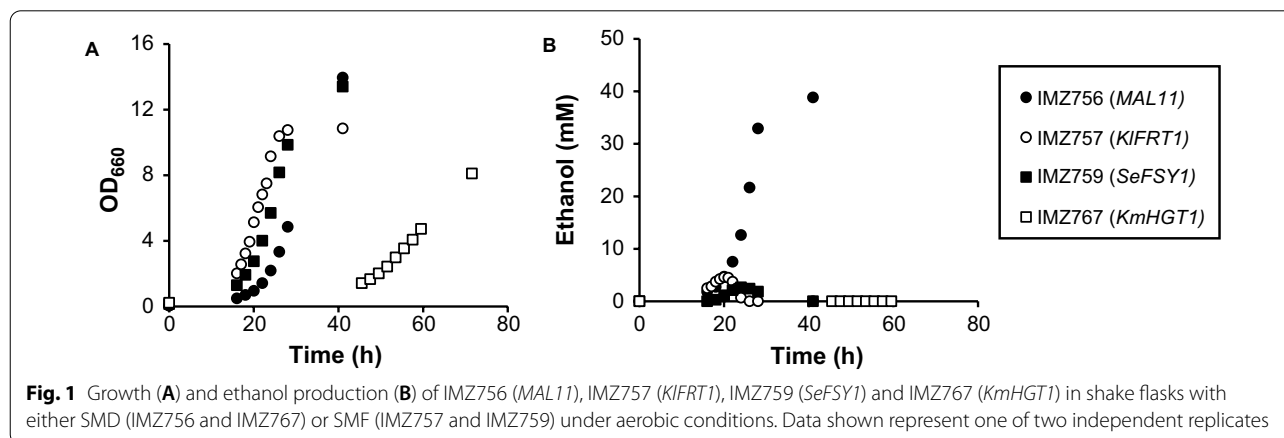 A
16
12
8
4
0
OD660
0 20 40 60 80
Time (h)
B
50
40
30
20
10
0
Ethanol (mM)
0 20 40 60 80
Time (h)
IMZ756 (MAL11)
IMZ757 (KlFRT1)
IMZ759 (SeFSY1)
IMZ767 (KmHGT1)
Fig. 1 Growth (A) and ethanol production (B) of IMZ756 (MAL11), IMZ757 (KlFRT1), IMZ759 (SeFSY1) and IMZ767 (KmHGT1) in shake flasks with
either SMD (IMZ756 and IMZ767) or SMF (IMZ757 and IMZ759) under aerobic conditions. Data shown represent one of two independent replicates